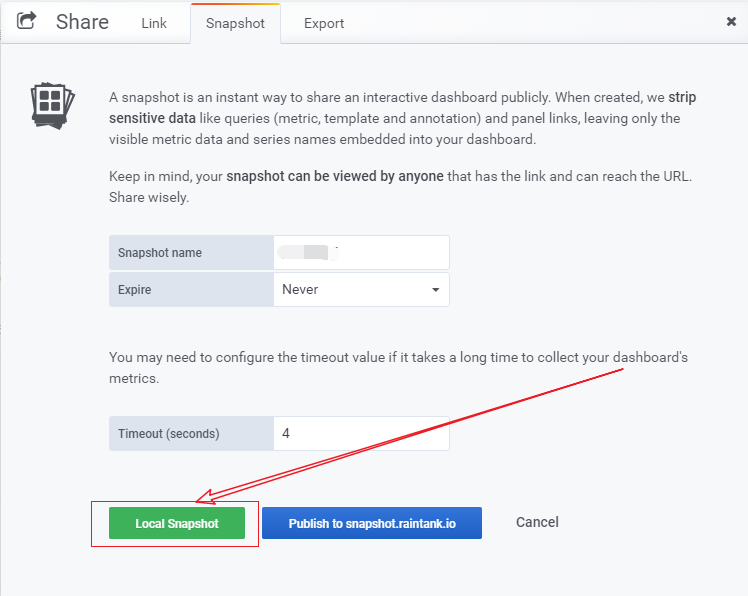 Share Link Snapshot Export
A snapshot is an instant way to share an interactive dashboard publicly. When created, we strip
sensitive data like queries (metric, template and annotation) and panel links, leaving only the
visible metric data and series names embedded into your dashboard.
Keep in mind, your snapshot can be viewed by anyone that has the link and can reach the URL.
Share wisely.
Snapshot name
Expire Never
You may need to configure the timeout value if it takes a long time to collect your dashboard's
metrics.
Timeout (seconds) 4
Local Snapshot Publish to snapshot.raintank.io Cancel